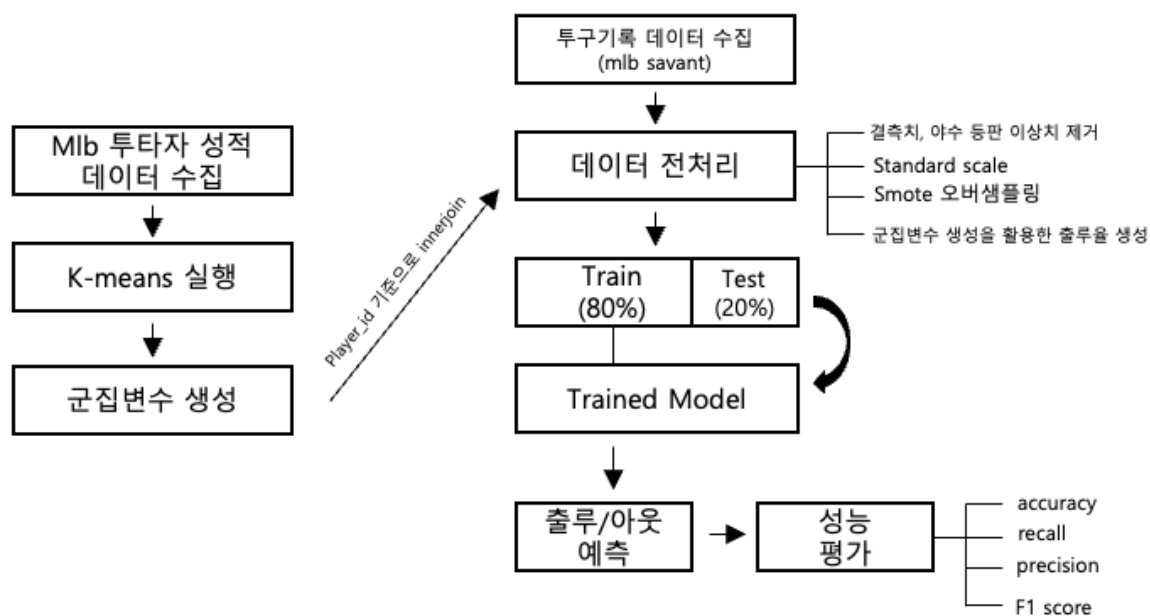 Mlb 투타자 성적
데이터 수집
K-means 실행
군집변수 생성
Player_id 기준으로 innerjoin
투구기록 데이터 수집
(mlb savant)
데이터 전처리
결측치, 야수 등판 이상치 제거
Standard scale
Smote 오버샘플링
군집변수 생성을 활용한 출루율 생성
Train
(80%)
Test
(20%)
Trained Model
출루/아웃
예측
성능
평가
accuracy
recall
precision
F1 score